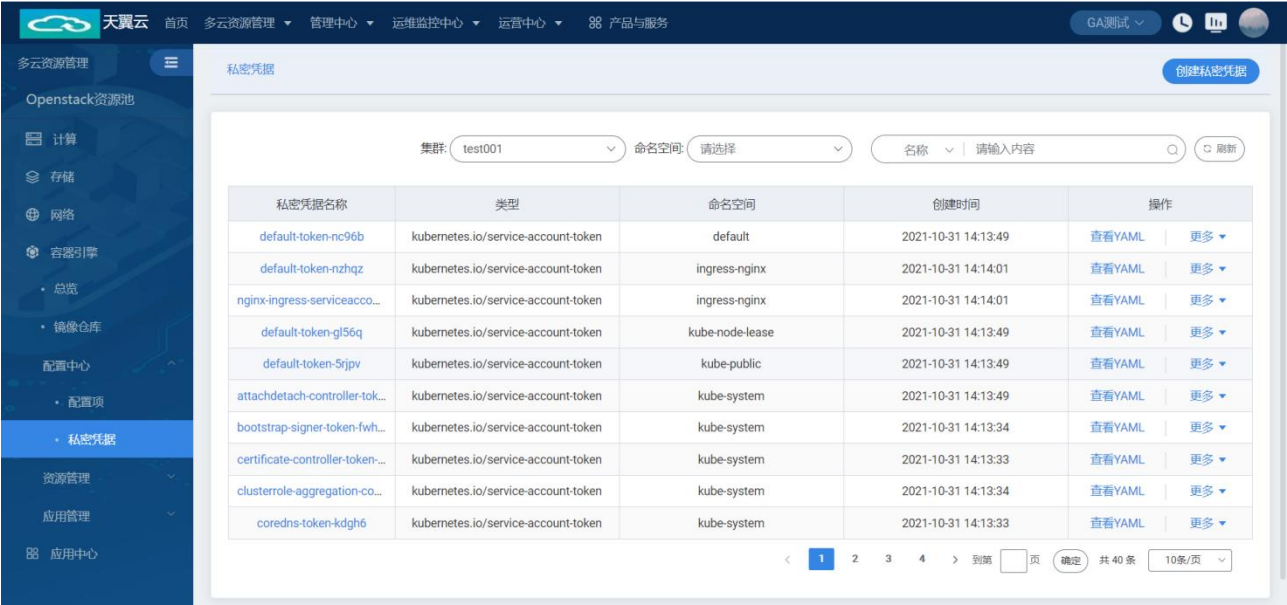 天翼云 首页 多云资源管理 管理中心 运维监控中心 运营中心 产品与服务 GA测试
多云资源管理
Openstack资源池
计算
存储
网络
容器引擎
• 总览
• 镜像仓库
配置中心
• 配置项
• 私密凭据
资源管理
应用管理
应用中心
私密凭据 创建私密凭据
集群: test001 命名空间: 请选择 名称 请输入内容 刷新
私密凭据名称 类型 命名空间 创建时间 操作
default-token-nc96b kubernetes.io/service-account-token default 2021-10-31 14:13:49 查看YAML 更多
default-token-nzhqz kubernetes.io/service-account-token ingress-nginx 2021-10-31 14:14:01 查看YAML 更多
nginx-ingress-serviceacco... kubernetes.io/service-account-token ingress-nginx 2021-10-31 14:14:01 查看YAML 更多
default-token-gl56q kubernetes.io/service-account-token kube-node-lease 2021-10-31 14:13:49 查看YAML 更多
default-token-5rjpv kubernetes.io/service-account-token kube-public 2021-10-31 14:13:49 查看YAML 更多
attachdetach-controller-tok... kubernetes.io/service-account-token kube-system 2021-10-31 14:13:49 查看YAML 更多
bootstrap-signer-token-fwh... kubernetes.io/service-account-token kube-system 2021-10-31 14:13:34 查看YAML 更多
certificate-controller-token-... kubernetes.io/service-account-token kube-system 2021-10-31 14:13:33 查看YAML 更多
clusterrole-aggregation-co... kubernetes.io/service-account-token kube-system 2021-10-31 14:13:34 查看YAML 更多
coredns-token-kdgh6 kubernetes.io/service-account-token kube-system 2021-10-31 14:13:33 查看YAML 更多
< 1 2 3 4 > 到第 页 确定 共 40 条 10条/页